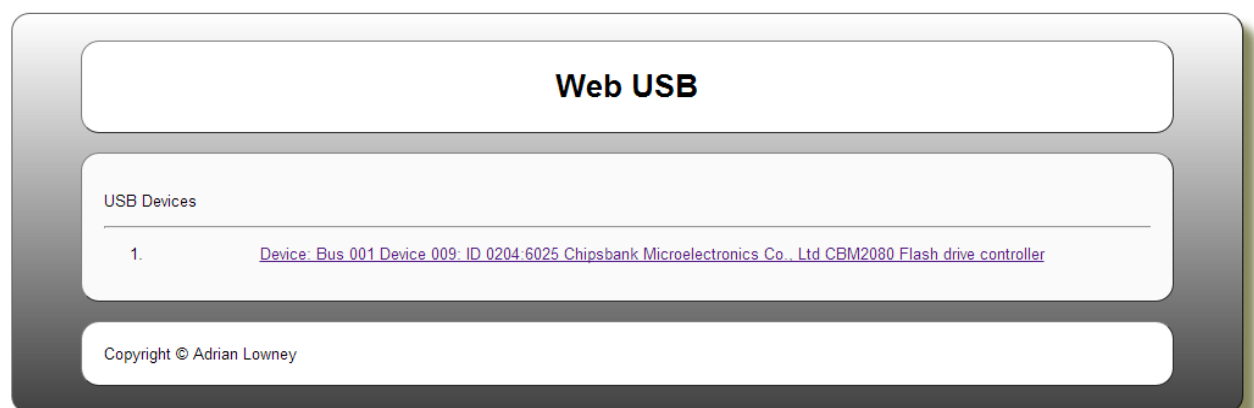 Web USB
USB Devices
1. Device: Bus 001 Device 009: ID 0204:6025 Chipsbank Microelectronics Co., Ltd CBM2080 Flash drive controller
Copyright © Adrian Lowney